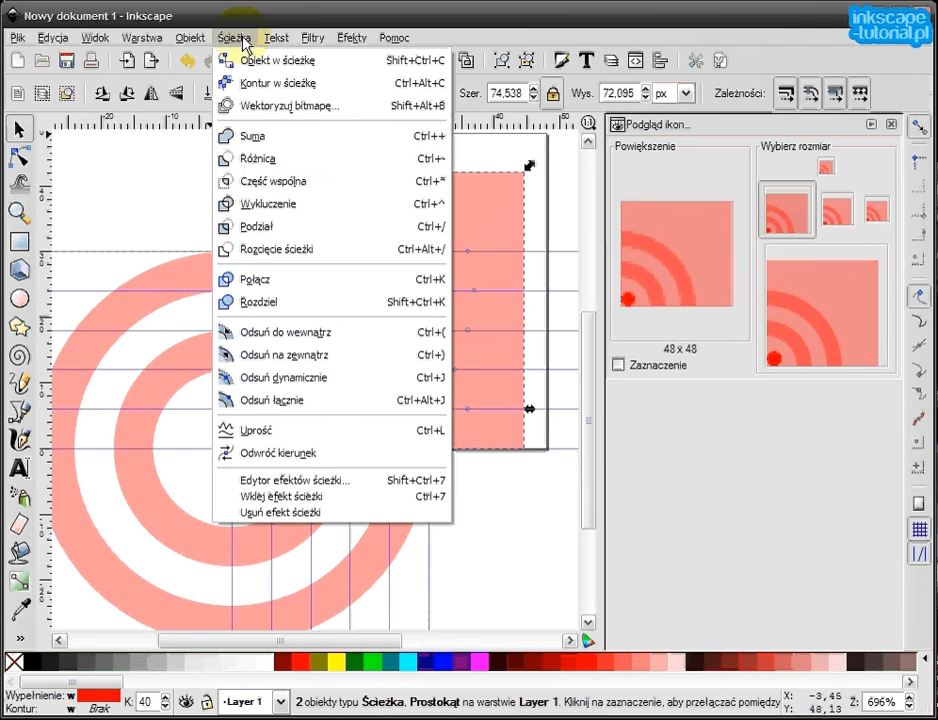 Nowy dokument 1 - Inkscape
inkscape
-tutorial.pl
Plik Edycja Widok Warstwa Obiekt Ścieżka Tekst Filtry Efekty Pomoc
Szer. 74,538 Wys. 72,095 px Zależności:
Obiekt w ścieżkę Shift+Ctrl+C
Kontur w ścieżkę Ctrl+Alt+C
Wektoryzuj bitmapę... Shift+Alt+B
Suma Ctrl++
Różnica Ctrl+-
Część wspólna Ctrl+*
Wykluczenie Ctrl+^
Podział Ctrl+/
Rozcięcie ścieżki Ctrl+Alt+/
Połącz Ctrl+K
Rozdziel Shift+Ctrl+K
Odsuń do wewnątrz Ctrl+(
Odsuń na zewnątrz Ctrl+)
Odsuń dynamicznie Ctrl+J
Odsuń łącznie Ctrl+Alt+J
Uprość Ctrl+L
Odwróć kierunek
Edytor efektów ścieżki... Shift+Ctrl+7
Wklej efekt ścieżki Ctrl+7
Usuń efekt ścieżki
-20 -10 40 50
Podgląd ikon...
Powiększenie
Wybierz rozmiar
48 x 48
Zaznaczenie
Wypełnienie: w
Kontur: w Brak
K: 40
Layer 1
2 obiekty typu Ścieżka, Prostokąt na warstwie Layer 1. Kliknij na zaznaczenie, aby przełączać pomiędzy
X: -3,45
Y: 48,13
Z: 696%